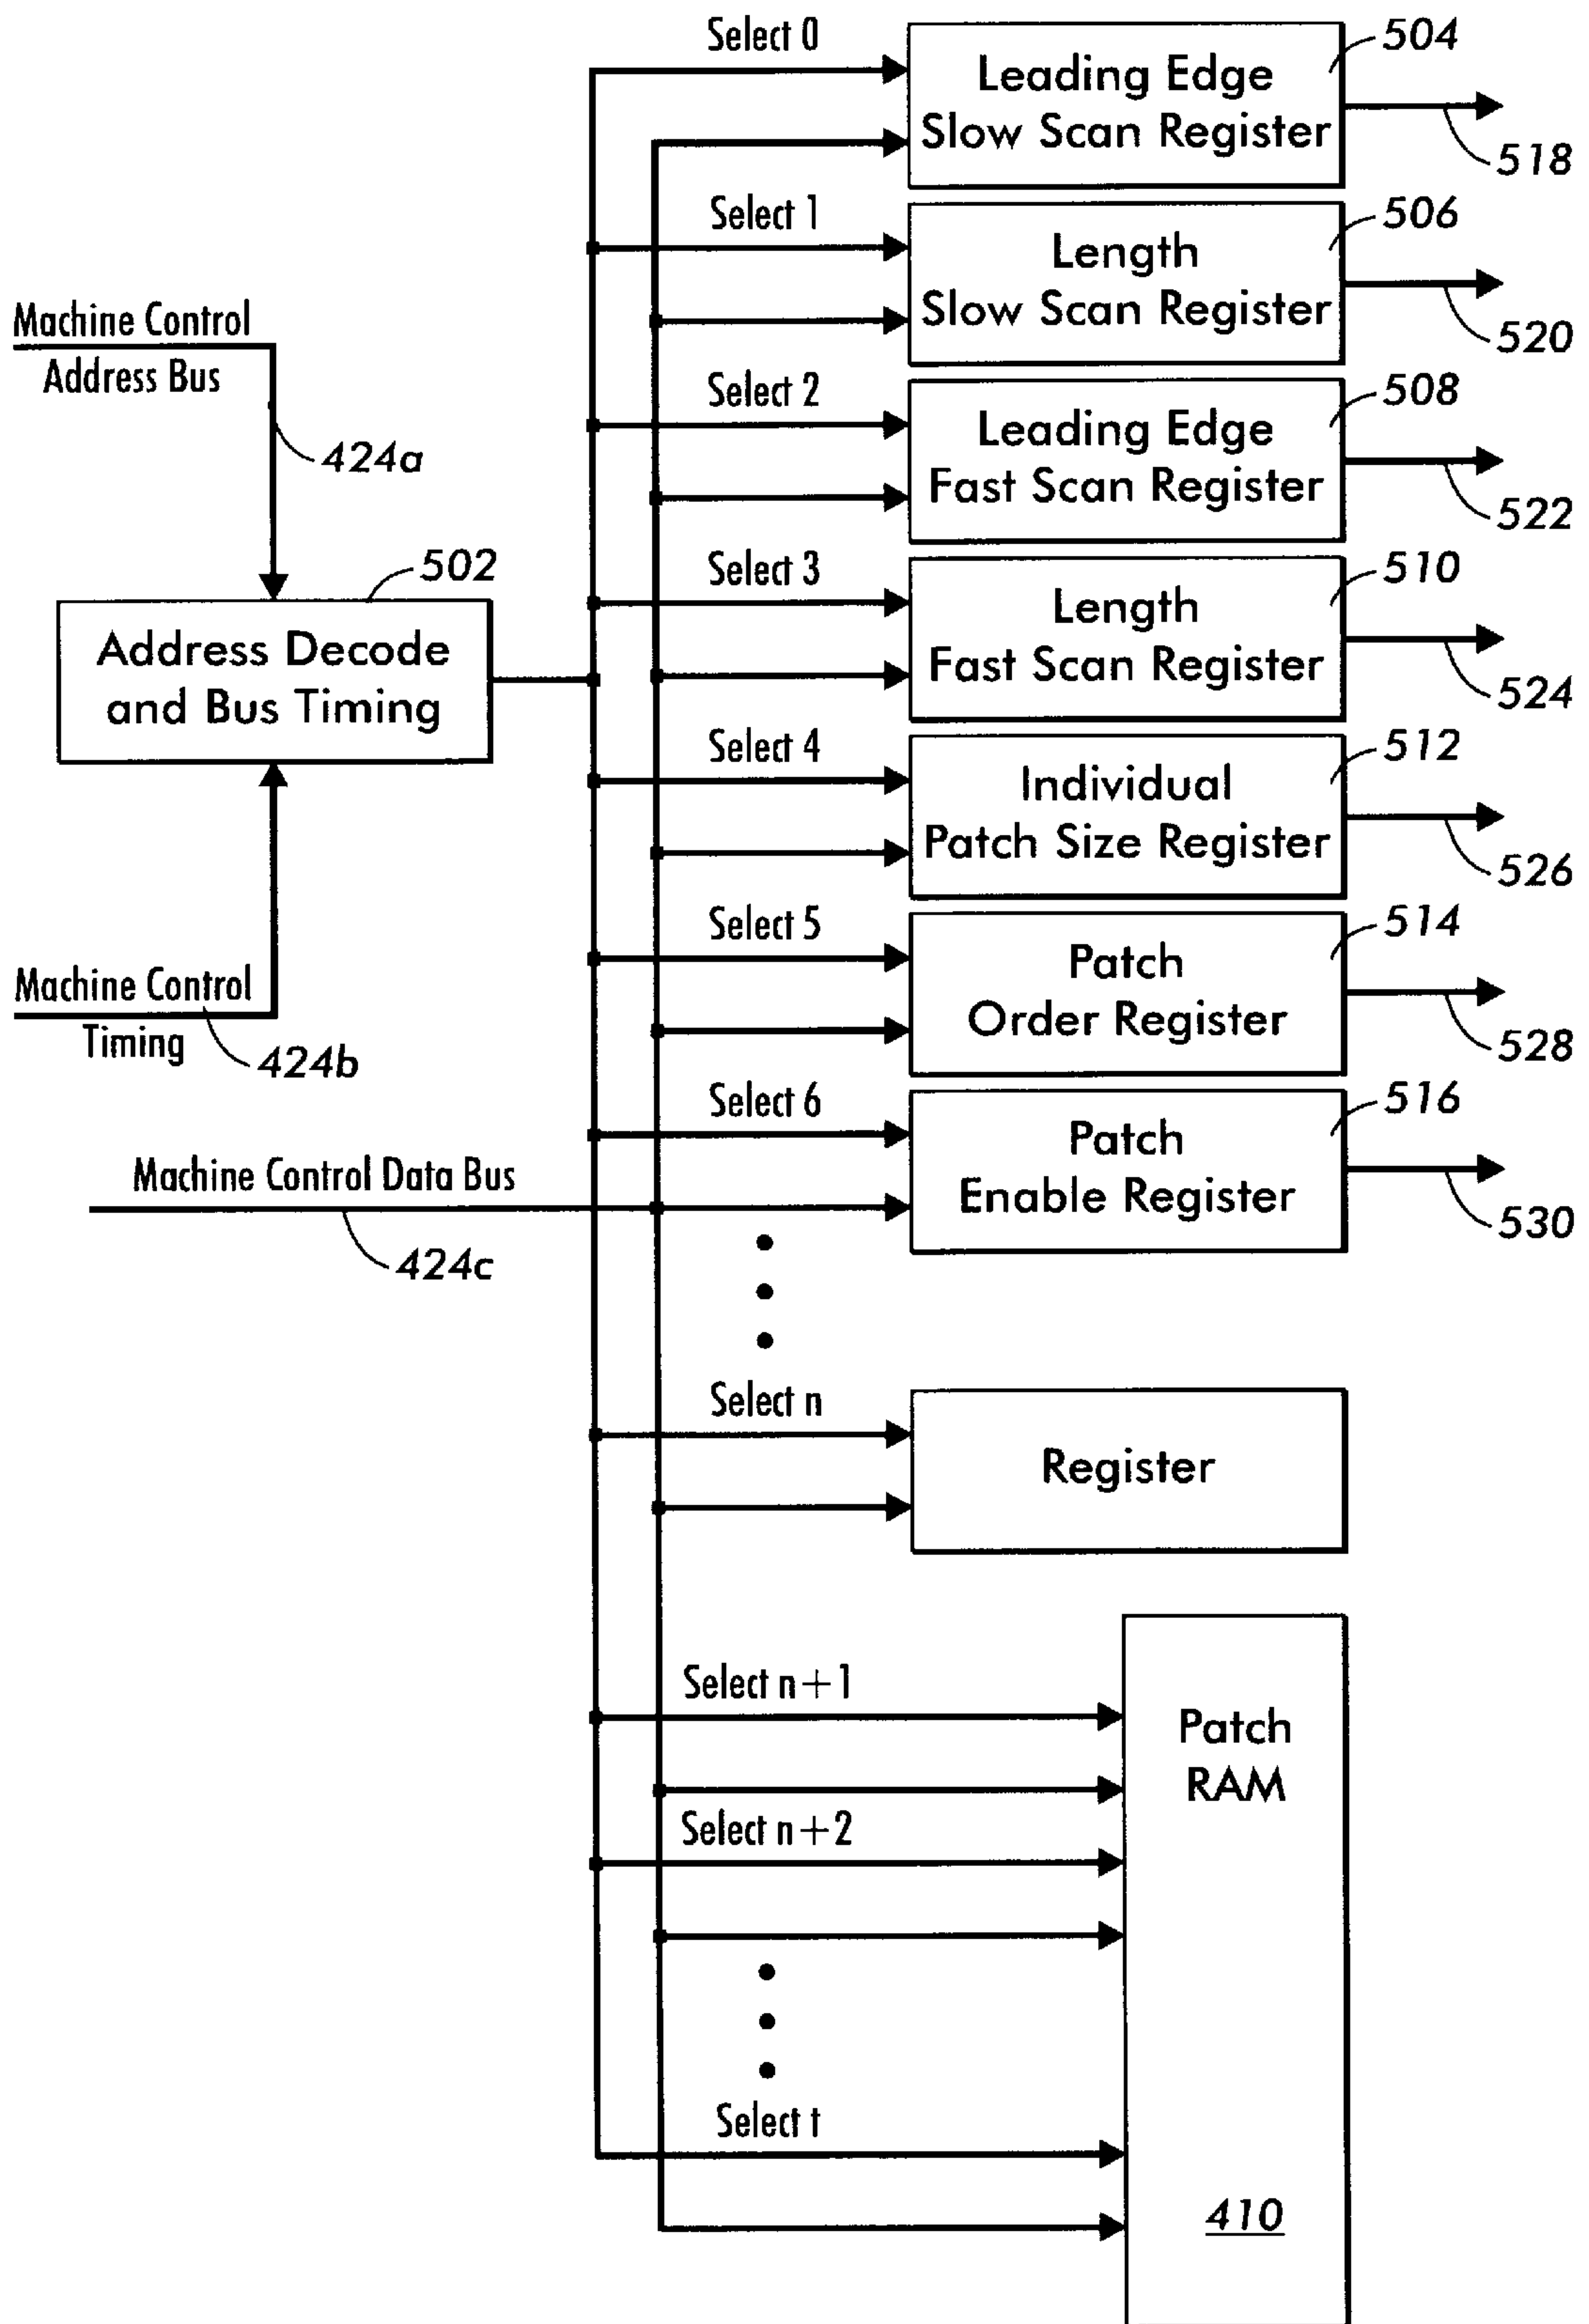 Select 0
Leading Edge
Slow Scan Register
504
518
Select 1
Length
Slow Scan Register
506
520
Machine Control
Address Bus
424a
Select 2
Leading Edge
Fast Scan Register
508
522
502
Address Decode
and Bus Timing
Select 3
Length
Fast Scan Register
510
524
Select 4
Individual
Patch Size Register
512
526
Machine Control
Timing
424b
Select 5
Patch
Order Register
514
528
Select 6
Patch
Enable Register
516
530
Machine Control Data Bus
424c
Select n
Register
Select n+1
Patch
RAM
Select n+2
Select t
410